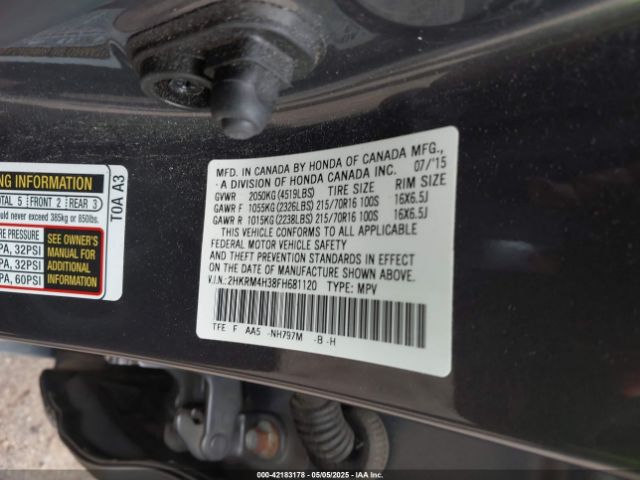 MFD. IN CANADA BY HONDA OF CANADA MFG.,
- A DIVISION OF HONDA CANADA INC. 07/'15
GVWR 2050KG(4519LBS) TIRE SIZE RIM SIZE
GAWR F 1055KG(2326LBS) 215/70R16 100S 16X6.5J
GAWR R 1015KG(2238LBS) 215/70R16 100S 16X6.5J
THIS VEHICLE CONFORMS TO ALL APPLICABLE
FEDERAL MOTOR VEHICLE SAFETY
AND THEFT PREVENTION STANDARDS IN EFFECT
ON THE DATE OF MANUFACTURE SHOWN ABOVE.
V.I.N.: 2HKRM4H38FH681120 TYPE: MPV
TFE F AA5 -NH797M -B -H
NG INFORMATION
TOTAL 5 FRONT 2 REAR 3
should never exceed 385kg or 850lbs.
PRESSURE
PA, 32PSI
PA, 32PSI
PA, 60PSI
SEE OWNER'S
MANUAL FOR
ADDITIONAL
INFORMATION
T0A A3
000-42183178 - 05/05/2025 - IAA Inc.